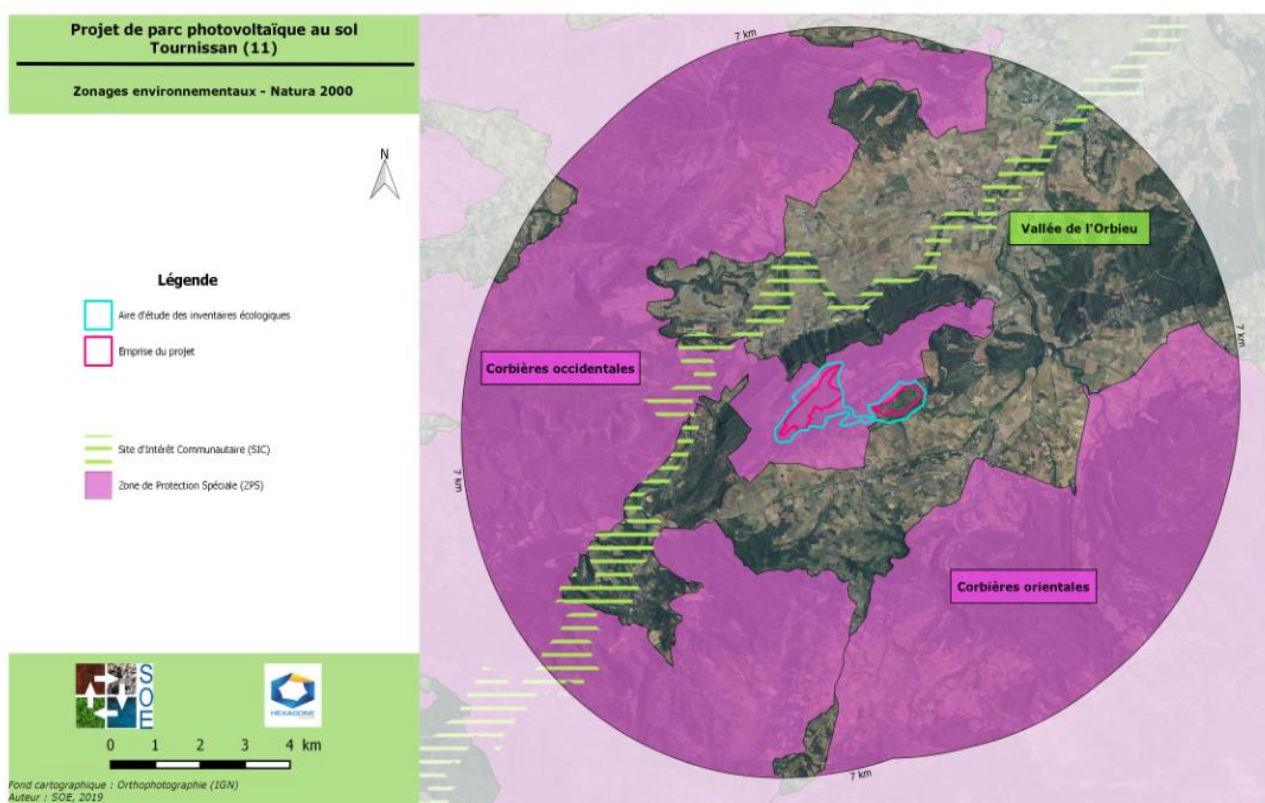 Projet de parc photovoltaïque au sol
Tournissan (11)
Zonages environnementaux - Natura 2000
N
Légende
Aire d'étude des inventaires écologiques
Emprise du projet
Site d'Intérêt Communautaire (SIC)
Zone de Protection Spéciale (ZPS)
SOE
HEXAGONE
0 1 2 3 4 km
Fond cartographique : Orthophotographie (IGN)
Auteur : SOE, 2019
7 km
Vallée de l'Orbieu
7 km
Corbières occidentales
7 km
Corbières orientales
7 km